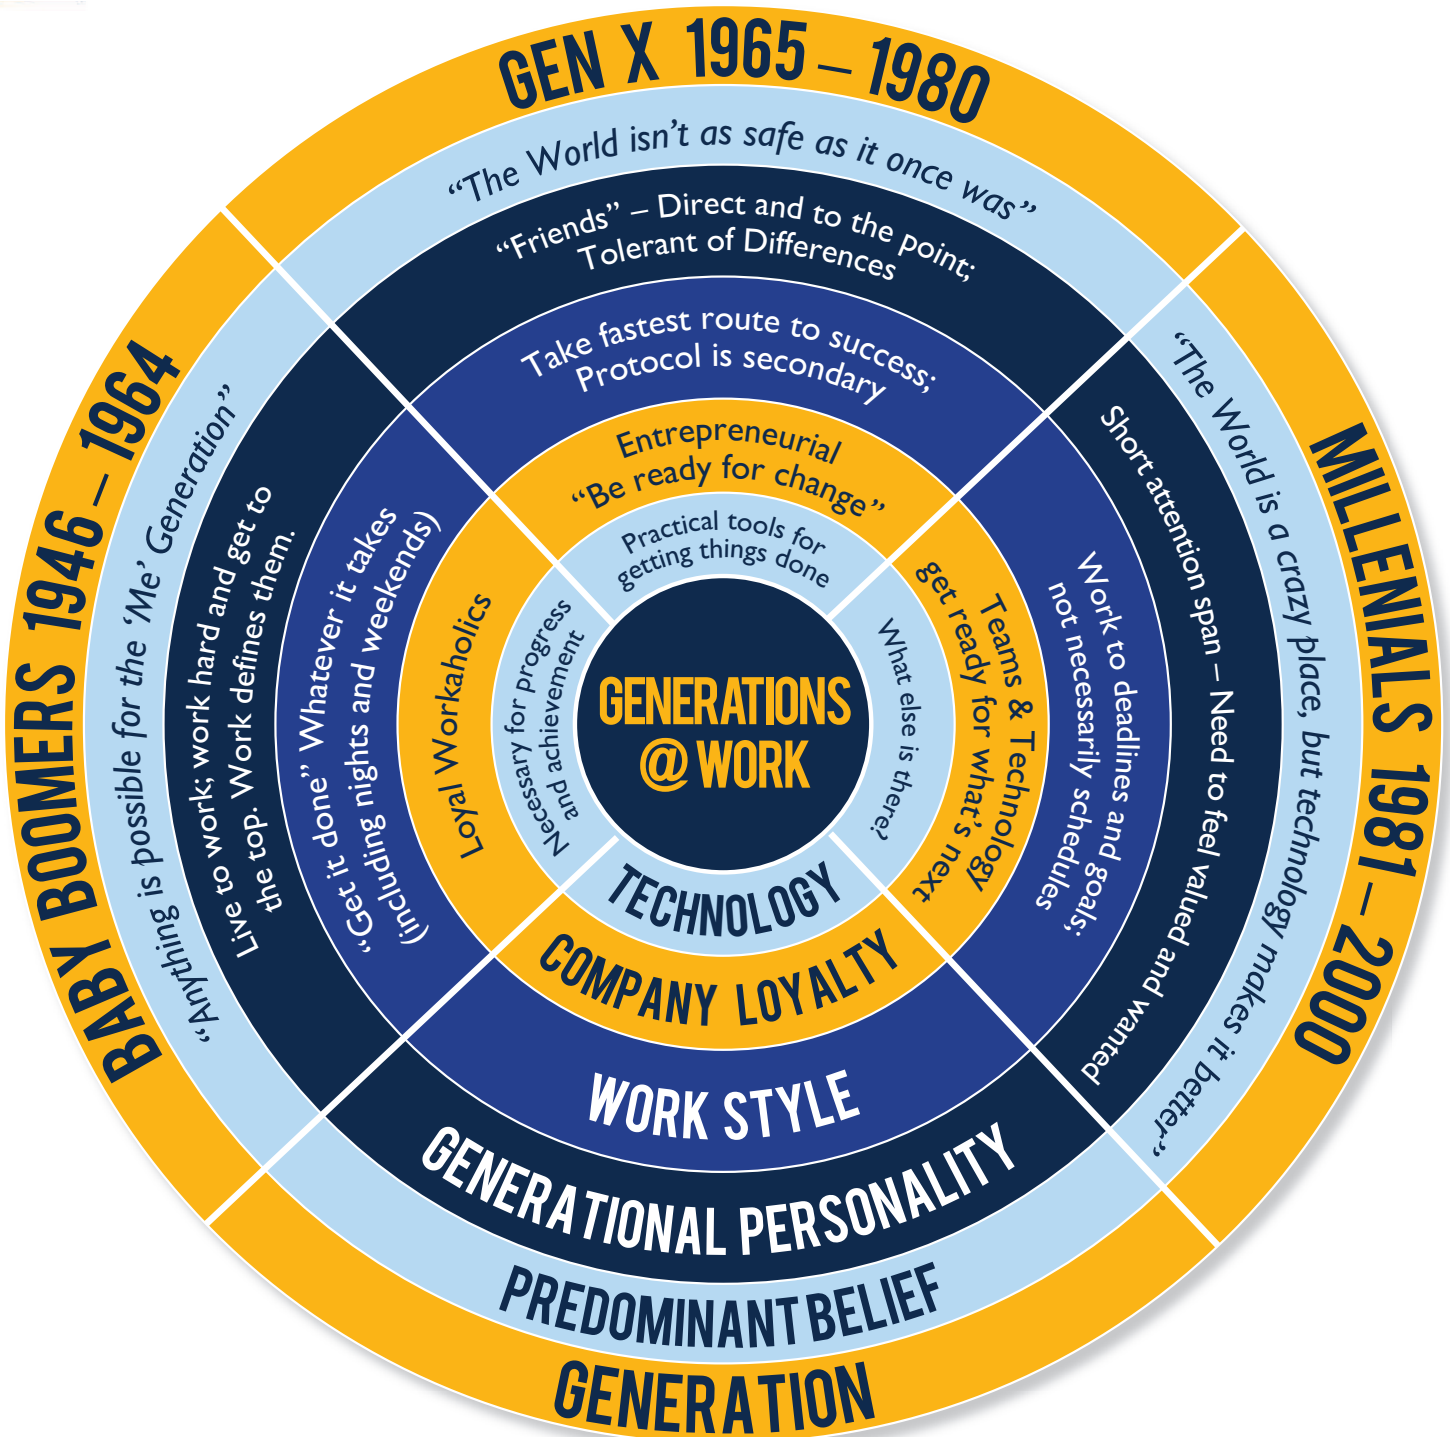 GEN X 1965 – 1980
“The World isn’t as safe as it once was”
“Friends” – Direct and to the point;
Tolerant of Differences
Take fastest route to success;
Protocol is secondary
Entrepreneurial
“Be ready for change”
Practical tools for
getting things done
BABY BOOMERS 1946 – 1964
“Anything is possible for the ‘Me’ Generation”
Live to work; work hard and get to
the top. Work defines them.
“Get it done” Whatever it takes
(including nights and weekends)
Loyal Workaholics
Necessary for progress
and achievement
GENERATIONS
@ WORK
MILLENIALS 1981 – 2000
“The World is a crazy place, but technology makes it better”
Short attention span – Need to feel valued and wanted
Work to deadlines and goals;
not necessarily schedules
Teams & Technology
get ready for what’s next
What else is there?
TECHNOLOGY
COMPANY LOYALTY
WORK STYLE
GENERATIONAL PERSONALITY
PREDOMINANT BELIEF
GENERATION